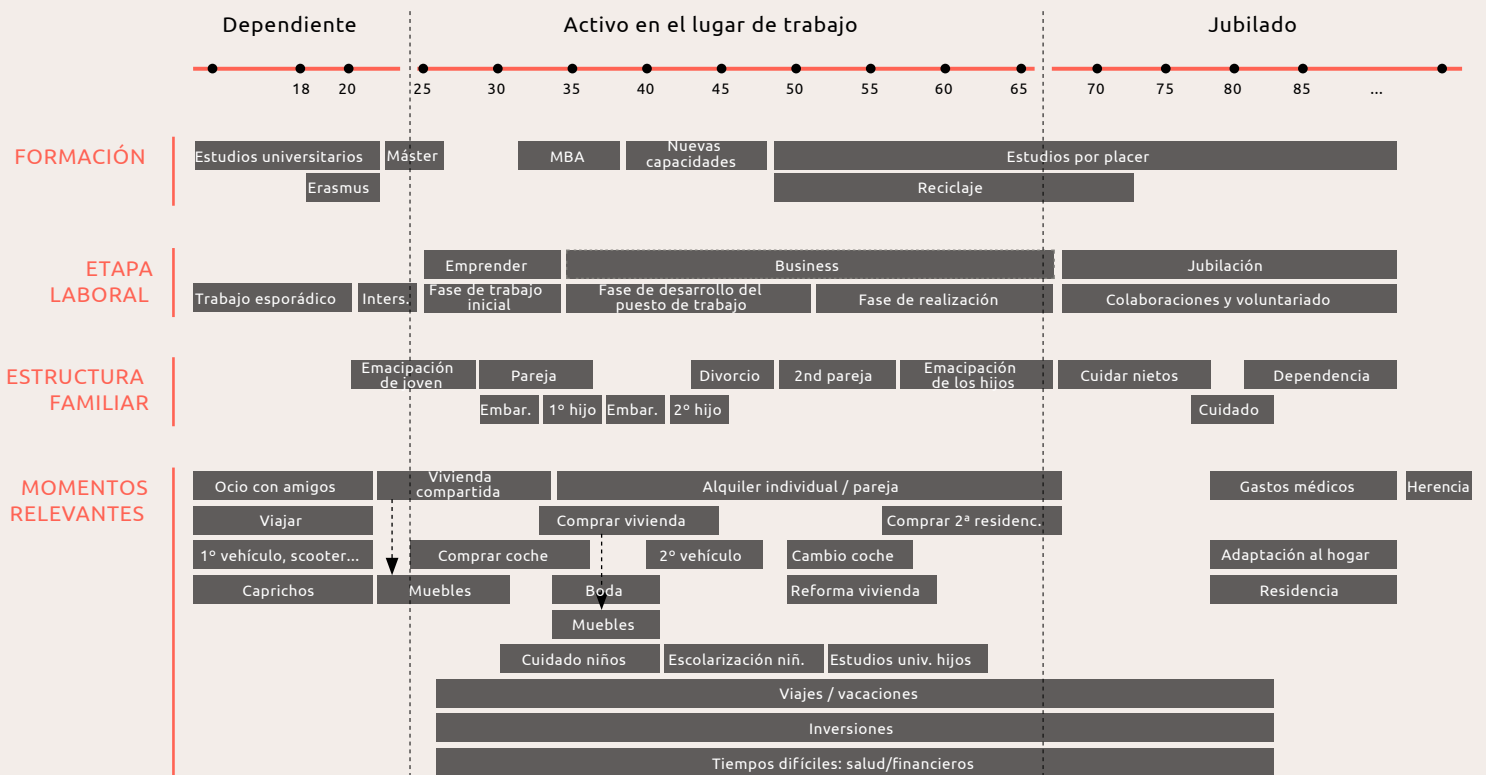 Dependiente
Activo en el lugar de trabajo
Jubilado
18
20
25
30
35
40
45
50
55
60
65
70
75
80
85
...
FORMACIÓN
Estudios universitarios
Máster
MBA
Nuevas
capacidades
Estudios por placer
Erasmus
Reciclaje
ETAPA
LABORAL
Emprender
Business
Jubilación
Trabajo esporádico
Inters.
Fase de trabajo
inicial
Fase de desarrollo del
puesto de trabajo
Fase de realización
Colaboraciones y voluntariado
ESTRUCTURA
FAMILIAR
Emacipación
de joven
Pareja
Divorcio
2nd pareja
Emacipación
de los hijos
Cuidar nietos
Dependencia
Embar.
1º hijo
Embar.
2º hijo
Cuidado
MOMENTOS
RELEVANTES
Ocio con amigos
Vivienda
compartida
Alquiler individual / pareja
Gastos médicos
Herencia
Viajar
Comprar vivienda
Comprar 2ª residenc.
1º vehículo, scooter...
Comprar coche
2º vehículo
Cambio coche
Adaptación al hogar
Caprichos
Muebles
Boda
Reforma vivienda
Residencia
Muebles
Cuidado niños
Escolarización niñ.
Estudios univ. hijos
Viajes / vacaciones
Inversiones
Tiempos difíciles: salud/financieros